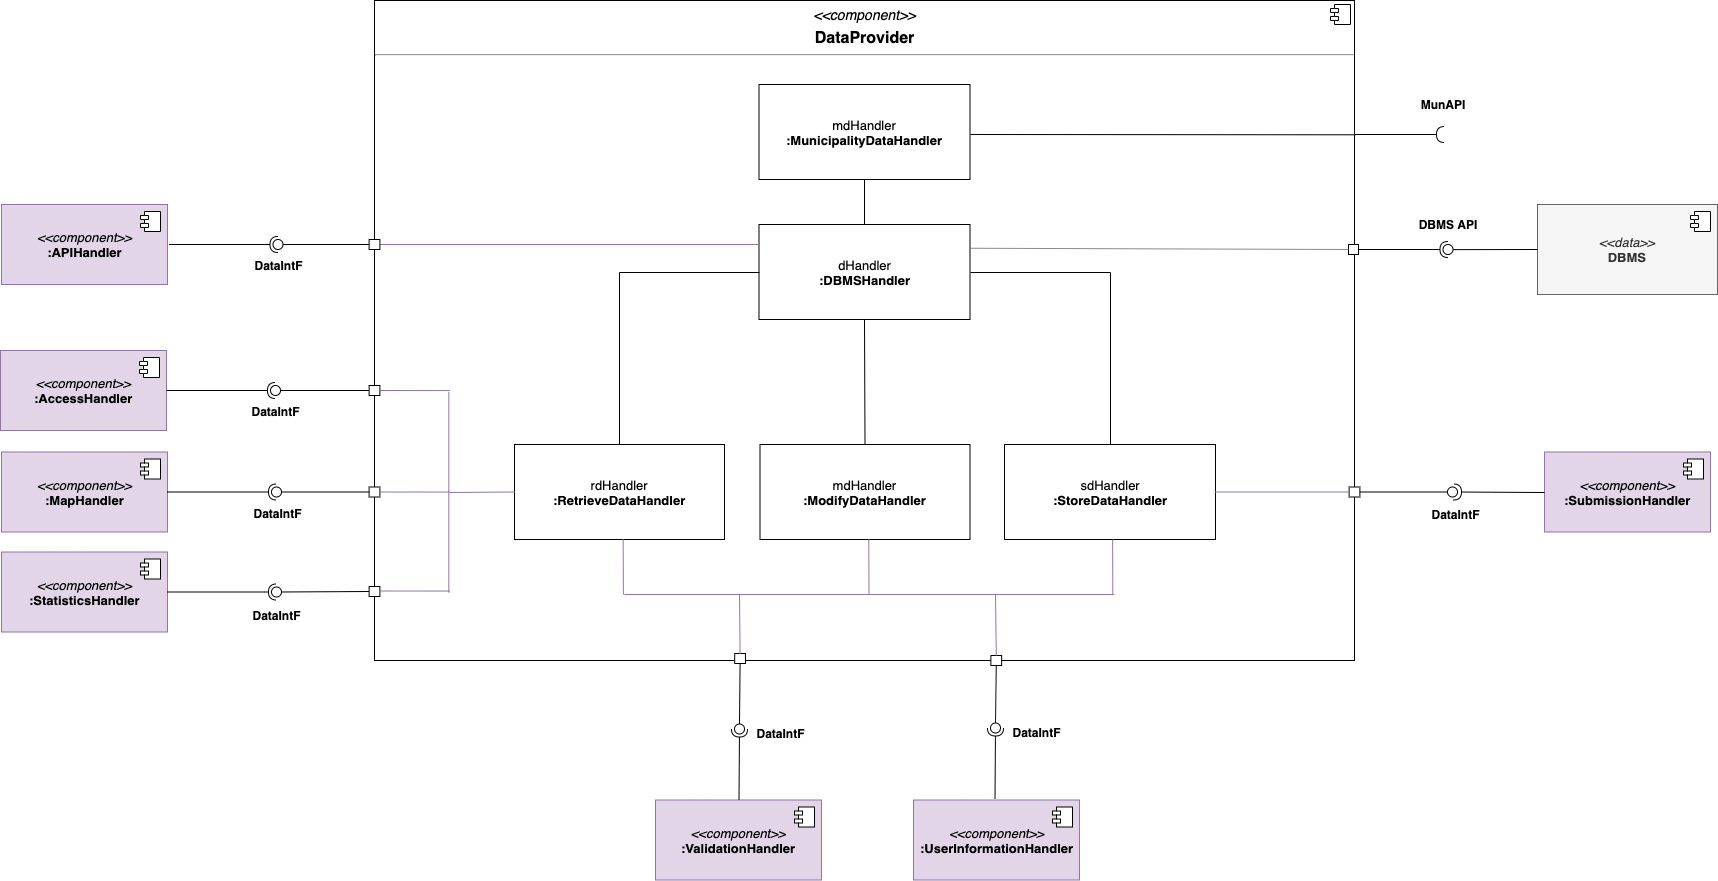 <<component>>
DataProvider
mdHandler
:MunicipalityDataHandler
MunAPI
<<component>>
:APIHandler
DataIntF
dHandler
:DBMSHandler
DBMS API
<<data>>
DBMS
<<component>>
:AccessHandler
DataIntF
<<component>>
:MapHandler
DataIntF
rdHandler
:RetrieveDataHandler
mdHandler
:ModifyDataHandler
sdHandler
:StoreDataHandler
DataIntF
<<component>>
:SubmissionHandler
<<component>>
:StatisticsHandler
DataIntF
DataIntF
DataIntF
<<component>>
:ValidationHandler
<<component>>
:UserInformationHandler